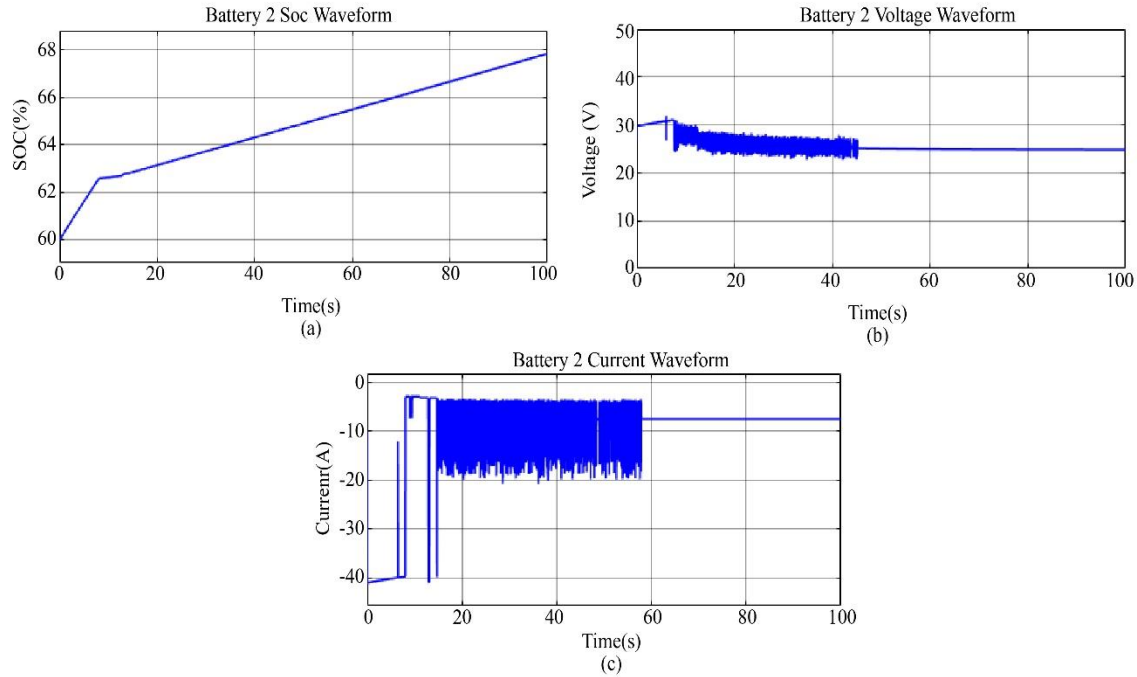 Battery 2 Soc Waveform
SOC(%)
68
66
64
62
60
0 20 40 60 80 100
Time(s)
(a)
Battery 2 Voltage Waveform
Voltage (V)
50
40
30
20
10
0
0 20 40 60 80 100
Time(s)
(b)
Battery 2 Current Waveform
Currenr(A)
0
-10
-20
-30
-40
0 20 40 60 80 100
Time(s)
(c)